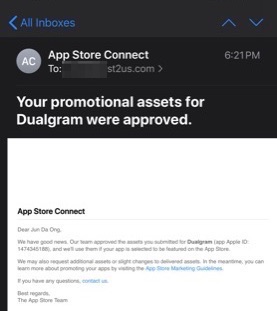 All Inboxes
AC
App Store Connect
6:21PM
To: st2us.com >
Your promotional assets for
Dualgram were approved.
App Store Connect
Dear Jun Da Ong,
We have good news. Our team approved the assets you submitted for Dualgram (app Apple ID:
1474345188), and we'll use them if your app is selected to be featured on the App Store.
We may also request additional assets or slight changes to delivered assets. In the meantime, you can
learn more about promoting your apps by visiting the App Store Marketing Guidelines.
If you have any questions, contact us.
Best regards,
The App Store Team